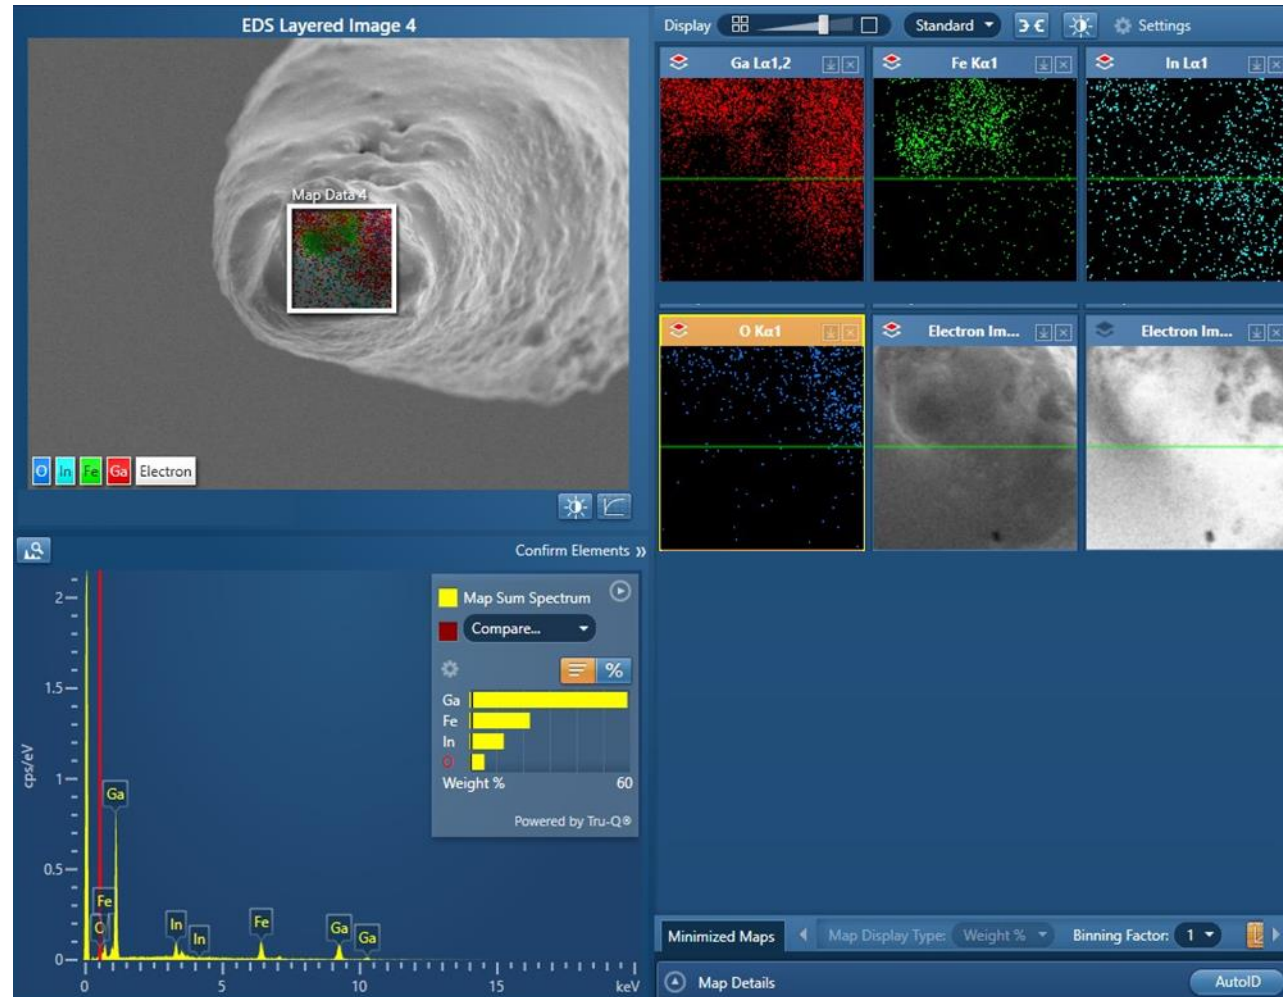 EDS Layered Image 4
Map Data 4
O In Fe Ga Electron
Display Standard Settings
Ga Lα1,2 Fe Kα1 In Lα1
O Kα1 Electron Im... Electron Im...
Confirm Elements »
Map Sum Spectrum
Compare...
%
Ga
Fe
In
O
Weight % 60
Powered by Tru-Q®
cps/eV
2
1.5
1
0.5
0
Ga
Fe
O
In
In
Fe
Ga
Ga
0 5 10 15 keV
Minimized Maps Map Display Type: Weight % Binning Factor: 1
Map Details AutoID